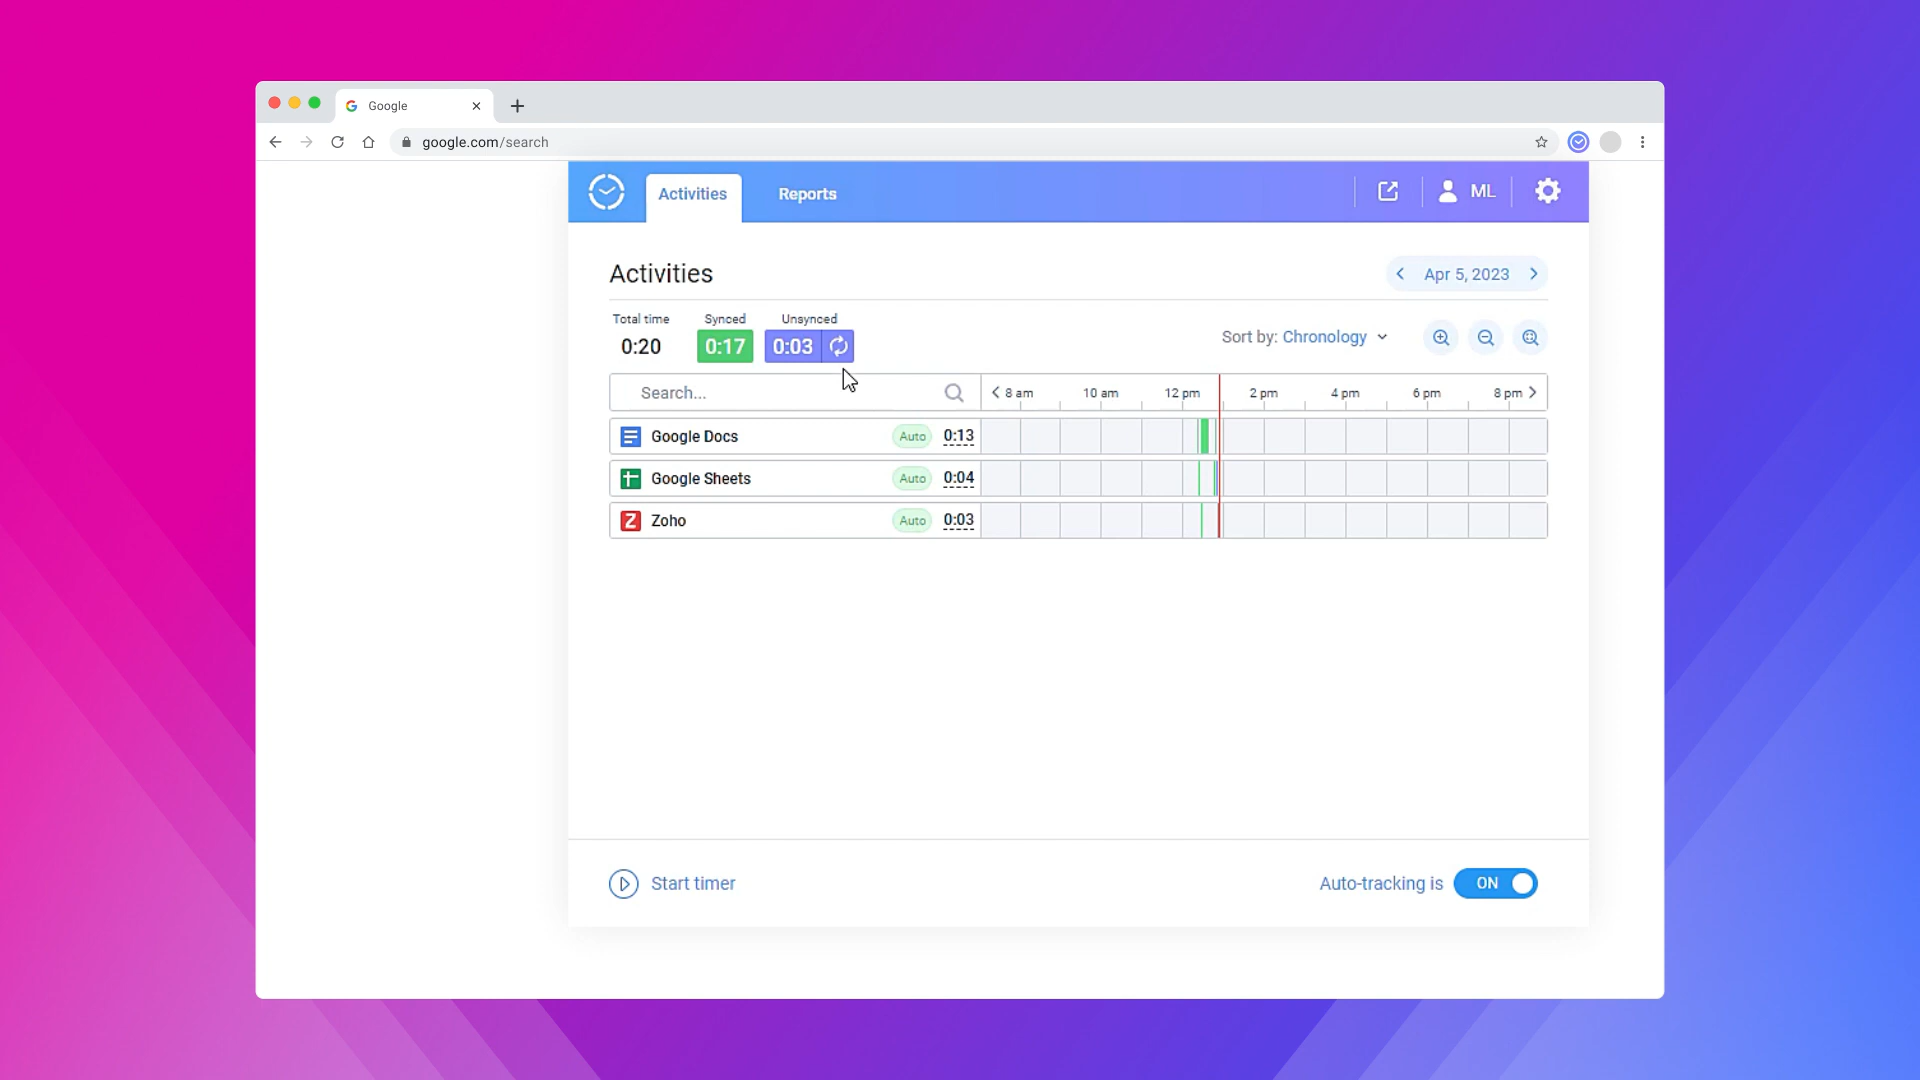 Google
google.com/search
Activities
Reports
ML
Activities
Apr 5, 2023
Total time
Synced
Unsynced
0:20
0:17
0:03
Sort by: Chronology
Search...
8 am
10 am
12 pm
2 pm
4 pm
6 pm
8 pm
Google Docs
Auto
0:13
Google Sheets
Auto
0:04
Z
Zoho
Auto
0:03
Start timer
Auto-tracking is
ON